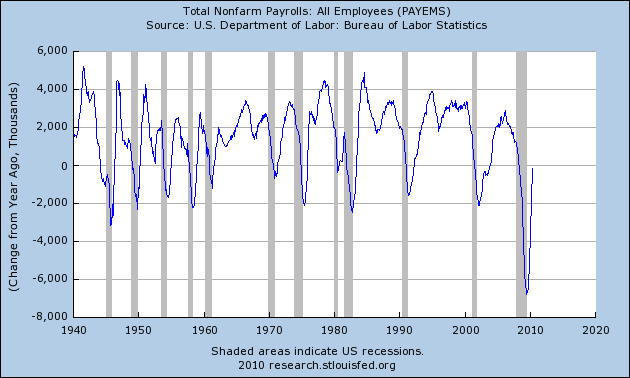 Total Nonfarm Payrolls: All Employees (PAYEMS)
Source: U.S. Department of Labor: Bureau of Labor Statistics
(Change from Year Ago, Thousands)
6,000
4,000
2,000
0
-2,000
-4,000
-6,000
-8,000
1940 1950 1960 1970 1980 1990 2000 2010 2020
Shaded areas indicate US recessions.
2010 research.stlouisfed.org